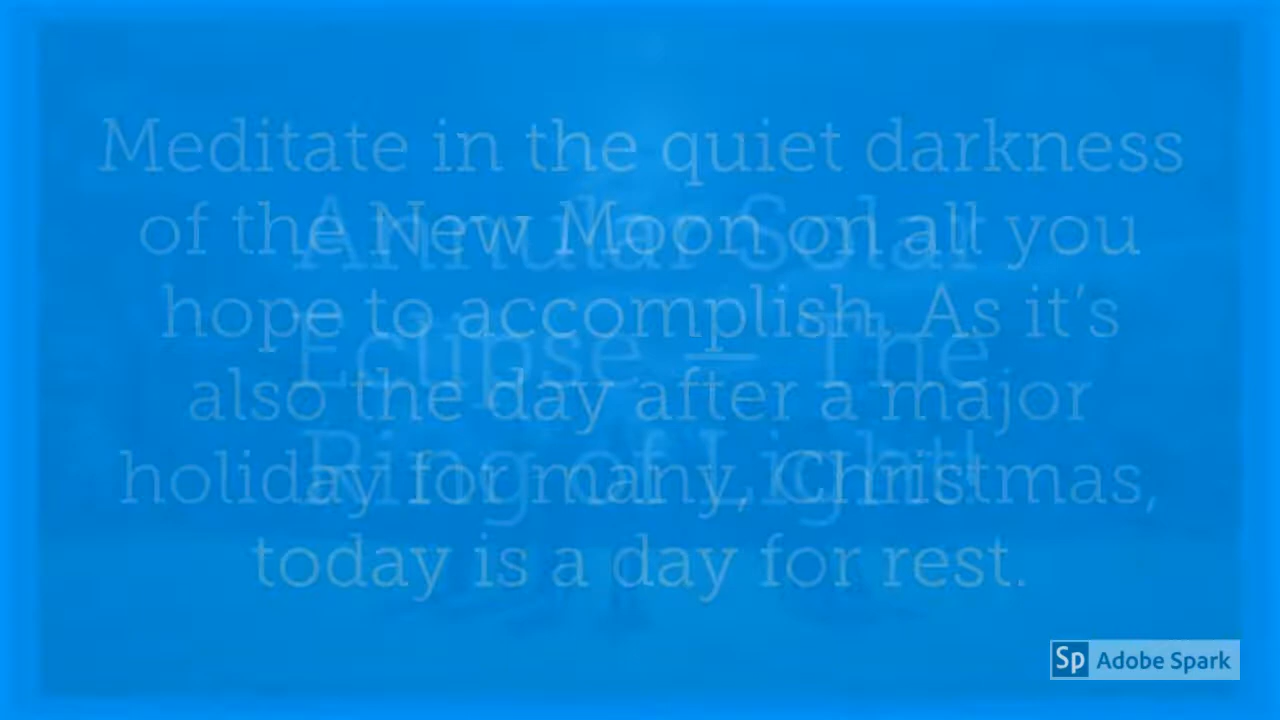 Meditate in the quiet darkness
of the New Moon on all you
hope to accomplish. As it's
also the day after a major
holiday for many, Christmas,
today is a day for rest.
Annular Solar
Eclipse — The
Ring of Light!
Sp Adobe Spark